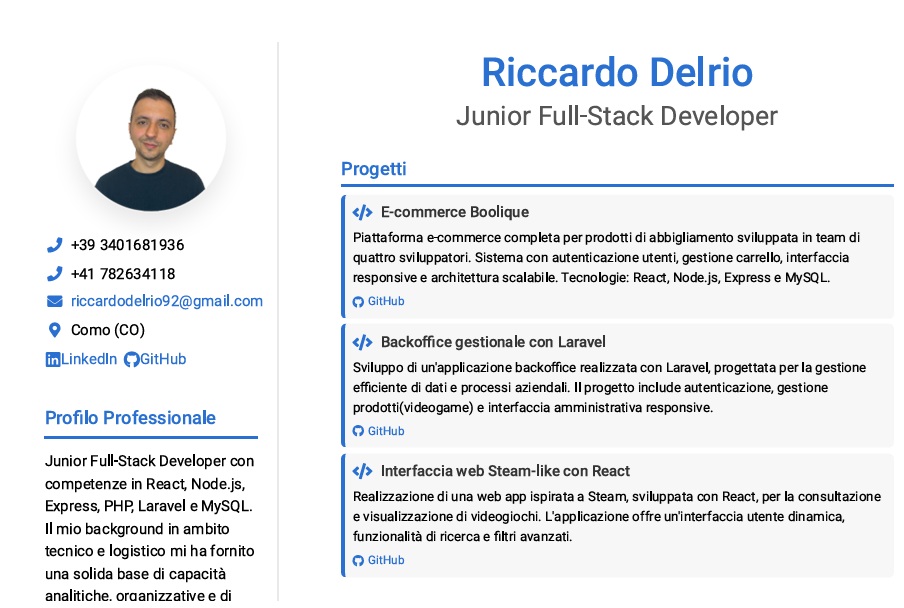 Riccardo Delrio
Junior Full-Stack Developer
+39 3401681936
+41 782634118
riccardodelrio92@gmail.com
Como (CO)
LinkedIn GitHub
Profilo Professionale
Junior Full-Stack Developer con
competenze in React, Node.js,
Express, PHP, Laravel e MySQL.
Il mio background in ambito
tecnico e logistico mi ha fornito
una solida base di capacità
analitiche, organizzative e di
Progetti
E-commerce Boolique
Piattaforma e-commerce completa per prodotti di abbigliamento sviluppata in team di
quattro sviluppatori. Sistema con autenticazione utenti, gestione carrello, interfaccia
responsive e architettura scalabile. Tecnologie: React, Node.js, Express e MySQL.
GitHub
Backoffice gestionale con Laravel
Sviluppo di un'applicazione backoffice realizzata con Laravel, progettata per la gestione
efficiente di dati e processi aziendali. Il progetto include autenticazione, gestione
prodotti(videogame) e interfaccia amministrativa responsive.
GitHub
Interfaccia web Steam-like con React
Realizzazione di una web app ispirata a Steam, sviluppata con React, per la consultazione
e visualizzazione di videogiochi. L'applicazione offre un'interfaccia utente dinamica,
funzionalità di ricerca e filtri avanzati.
GitHub